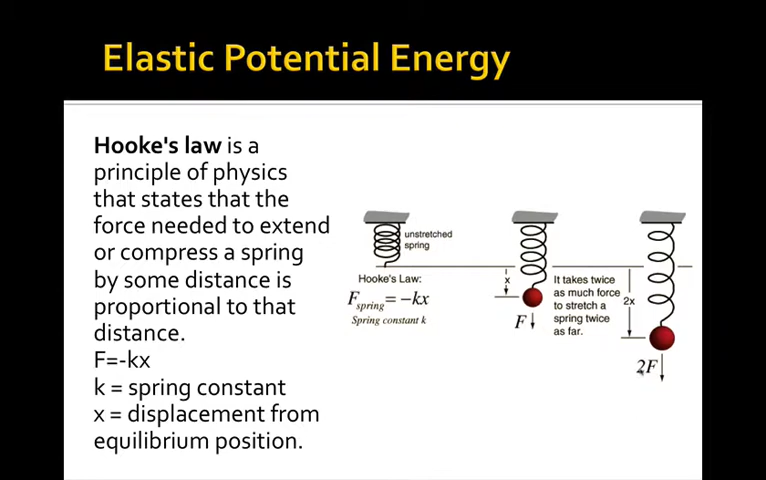 Elastic Potential Energy
Hooke's law is a
principle of physics
that states that the
force needed to extend
or compress a spring
by some distance is
proportional to that
distance.
F=-kx
k = spring constant
x = displacement from
equilibrium position.
unstretched
spring
Hooke's Law:
Fspring= -kx
Spring constant k
x
F
It takes twice
as much force
to stretch a
spring twice
as far.
2x
2F